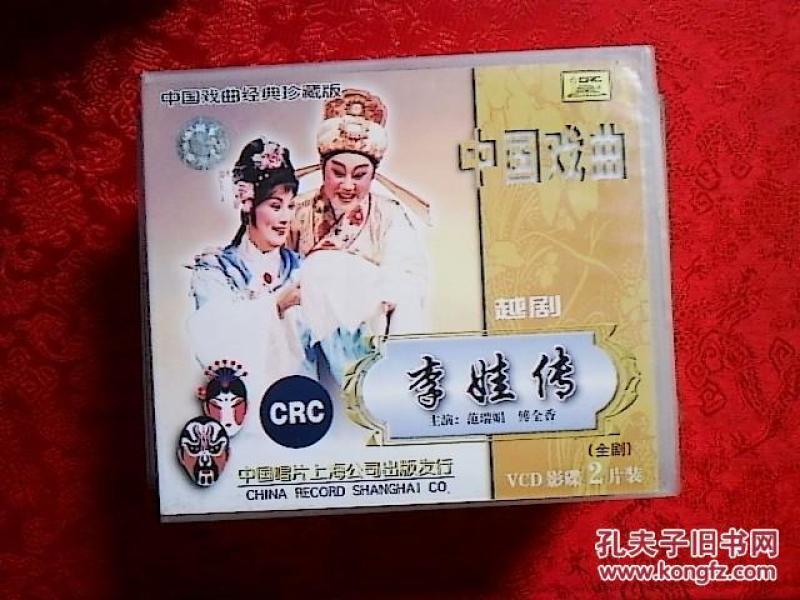 中国戏曲经典珍藏版
CRC
中国戏曲
越剧
李娃传
主演：范瑞娟 傅全香
CRC
(全剧)
中国唱片上海公司出版发行
CHINA RECORD SHANGHAI CO.
VCD 影碟 2 片装
孔夫子旧书网
www.kongfz.com